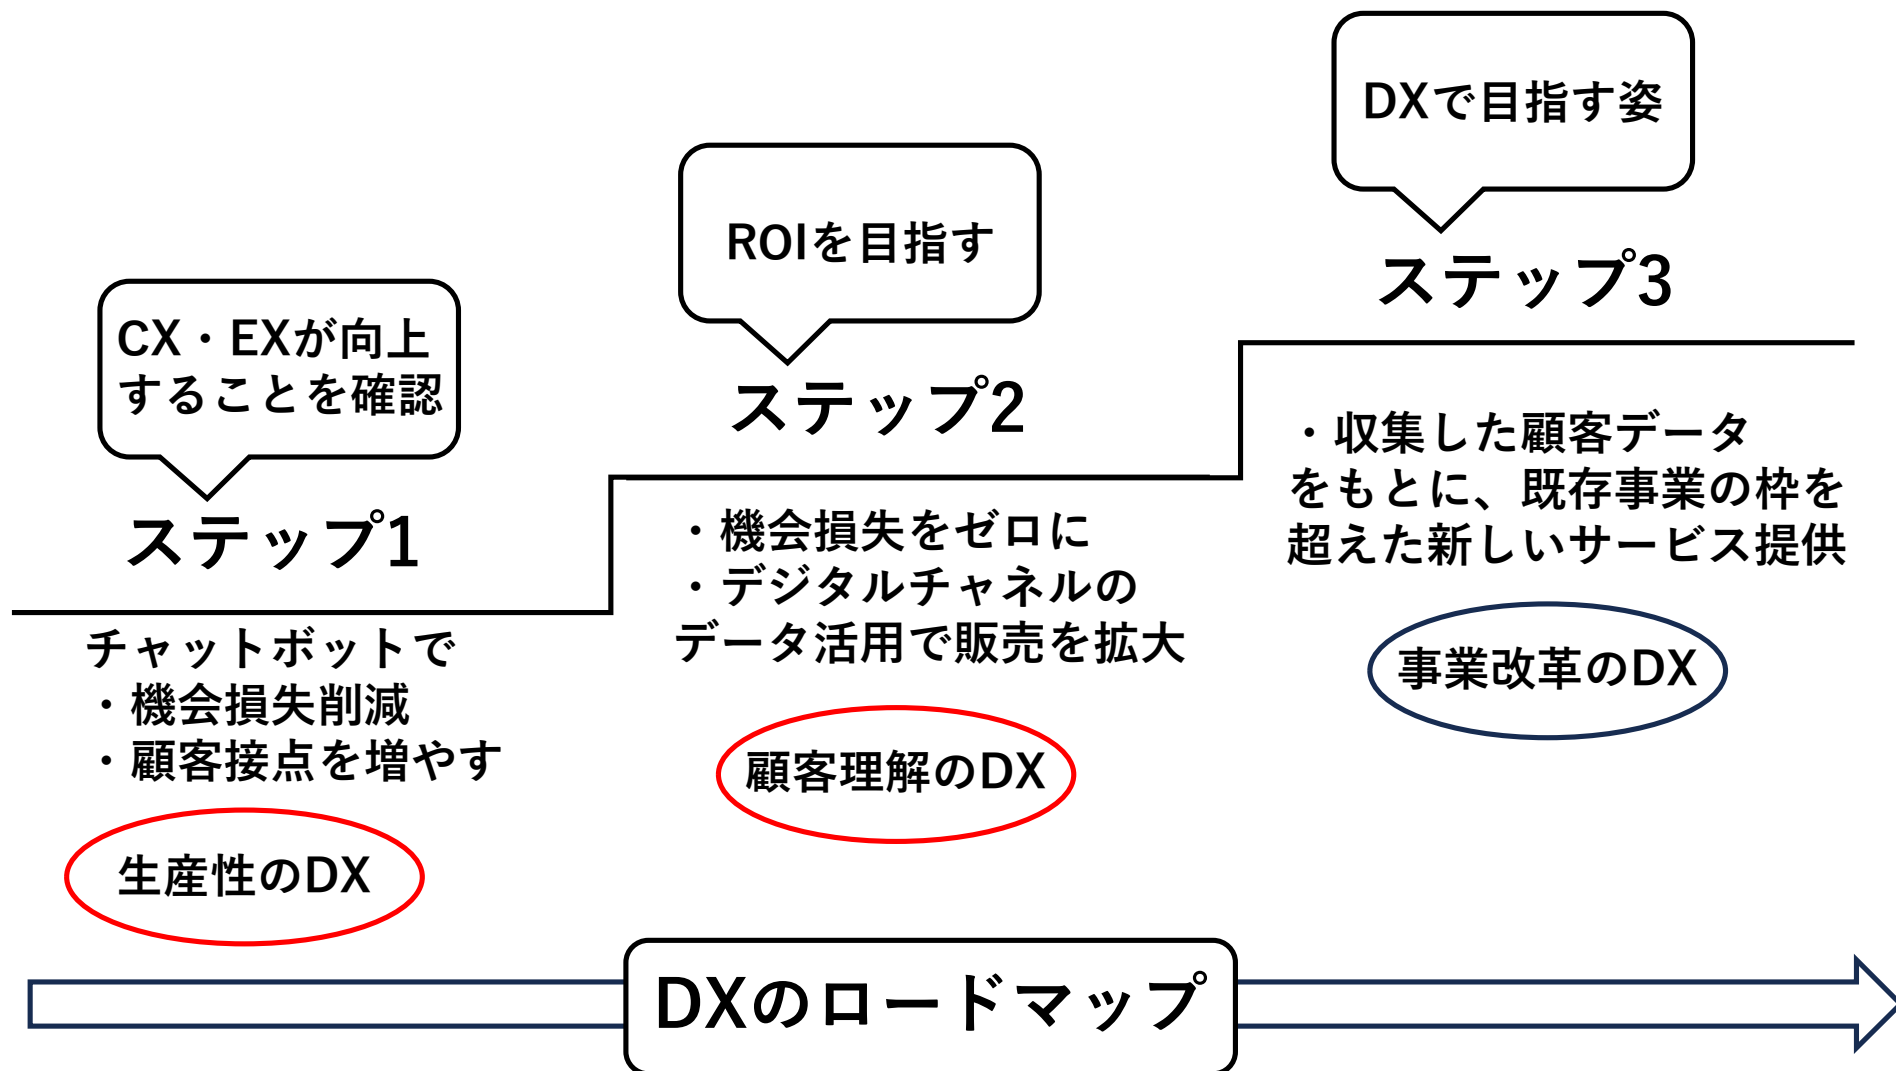 CX・EXが向上
することを確認
ステップ1
チャットボットで
・機会損失削減
・顧客接点を増やす
生産性のDX
ROIを目指す
ステップ2
・機会損失をゼロに
・デジタルチャネルの
データ活用で販売を拡大
顧客理解のDX
DXで目指す姿
ステップ3
・収集した顧客データ
をもとに、既存事業の枠を
超えた新しいサービス提供
事業改革のDX
DXのロードマップ